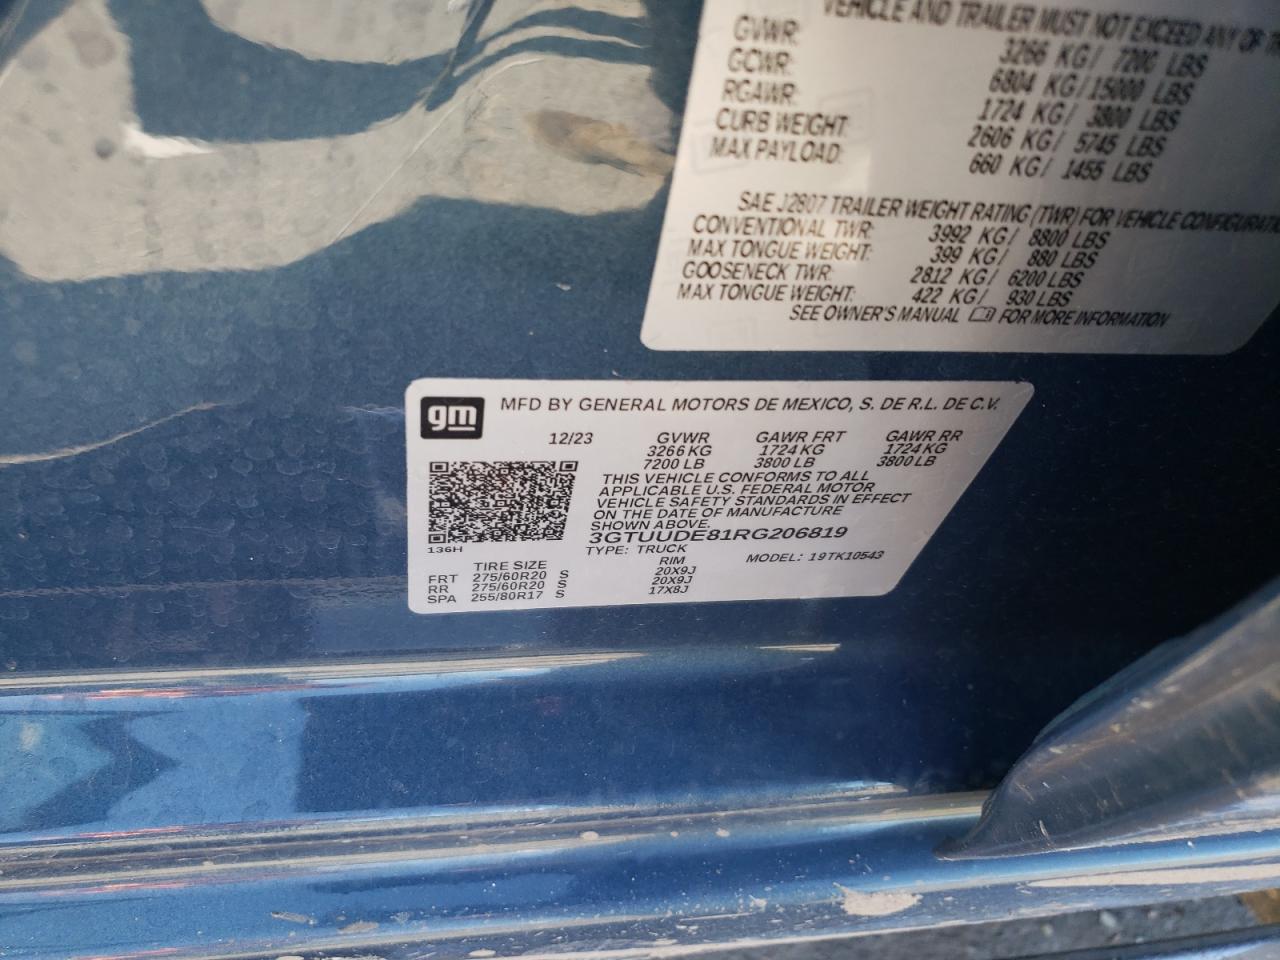 VEHICLE AND TRAILER MUST NOT EXCEED ANY OF
GVWR: 3266 KG/ 7200 LBS
GCWR: 6804 KG/15000 LBS
RGAWR: 1724 KG/ 3800 LBS
CURB WEIGHT: 2606 KG/ 5745 LBS
MAX PAYLOAD: 660 KG/ 1455 LBS
SAE J2807 TRAILER WEIGHT RATING (TWR) FOR VEHICLE
CONVENTIONAL TWR: 3992 KG/ 8800 LBS
MAX TONGUE WEIGHT: 399 KG/ 880 LBS
GOOSENECK TWR: 2812 KG/ 6200 LBS
MAX TONGUE WEIGHT: 422 KG/ 930 LBS
SEE OWNER'S MANUAL FOR MORE INFORMATION
gm MFD BY GENERAL MOTORS DE MEXICO, S. DE R.L. DE C.V.
12/23 GVWR GAWR FRT GAWR RR
3266 KG 1724 KG 1724 KG
7200 LB 3800 LB 3800 LB
THIS VEHICLE CONFORMS TO ALL
APPLICABLE U.S. FEDERAL MOTOR
VEHICLE SAFETY STANDARDS IN EFFECT
ON THE DATE OF MANUFACTURE
SHOWN ABOVE.
3GTUUDE81RG206819
136H TYPE: TRUCK MODEL: 19TK10543
TIRE SIZE RIM
FRT 275/60R20 S 20X9J
RR 275/60R20 S 20X9J
SPA 255/80R17 S 17X8J